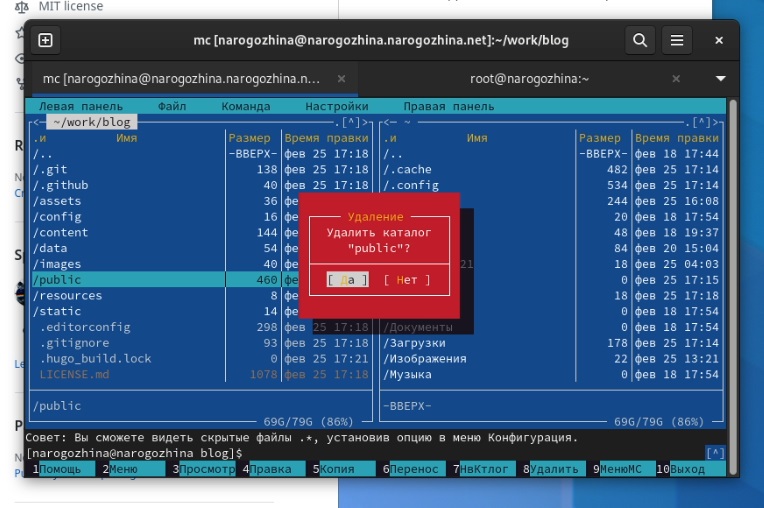 MIT license
mc [narogozhina@narogozhina.narogozhina.net]:~/work/blog
mc [narogozhina@narogozhina.narogozhina.n...
root@narogozhina:~
Левая панель Файл Команда Настройки Правая панель
<─ ~/work/blog .[^]> <─ ~ .[^]>
.и Имя Размер Время правки .и Имя Размер Время правки
/.. -ВВЕРХ- фев 25 17:18 /.. -ВВЕРХ- фев 18 17:44
/.git 138 фев 25 17:18 /.cache 482 фев 25 17:14
/.github 40 фев 25 17:18 /.config 534 фев 25 17:14
/assets 36 фе 244 фев 25 16:08
/config 16 фе Удаление 20 фев 18 17:54
/content 144 фе Удалить каталог 48 фев 18 19:37
/data 54 фе "public"? 84 фев 20 15:04
/images 40 фе 21 18 фев 25 04:03
/public 460 фе [ Да ] [ Нет ] 0 фев 25 17:15
/resources 8 фе 18 фев 25 17:18
/static 14 фе 0 фев 18 17:54
.editorconfig 298 фев 25 17:18 /Документы 0 фев 18 17:54
.gitignore 93 фев 25 17:18 /Загрузки 178 фев 25 17:14
.hugo_build.lock 0 фев 25 17:21 /Изображения 22 фев 25 13:21
LICENSE.md 1078 фев 25 17:18 /Музыка 0 фев 18 17:54
/public -ВВЕРХ-
69G/79G (86%) 69G/79G (86%)
Совет: Вы сможете видеть скрытые файлы .*, установив опцию в меню Конфигурация.
[narogozhina@narogozhina blog]$ [^]
1Помощь 2Меню 3Просмотр 4Правка 5Копия 6Перенос 7НвКтлог 8Удалить 9МенюМС 10Выход